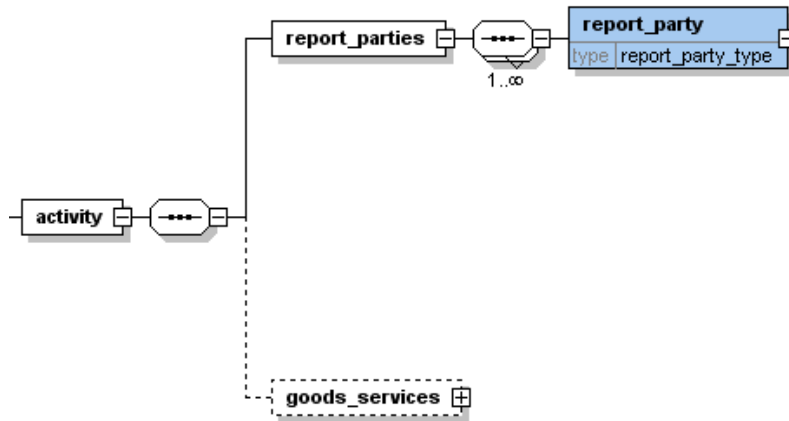 report_parties
report_party
type report_party_type
1..∞
activity
goods_services